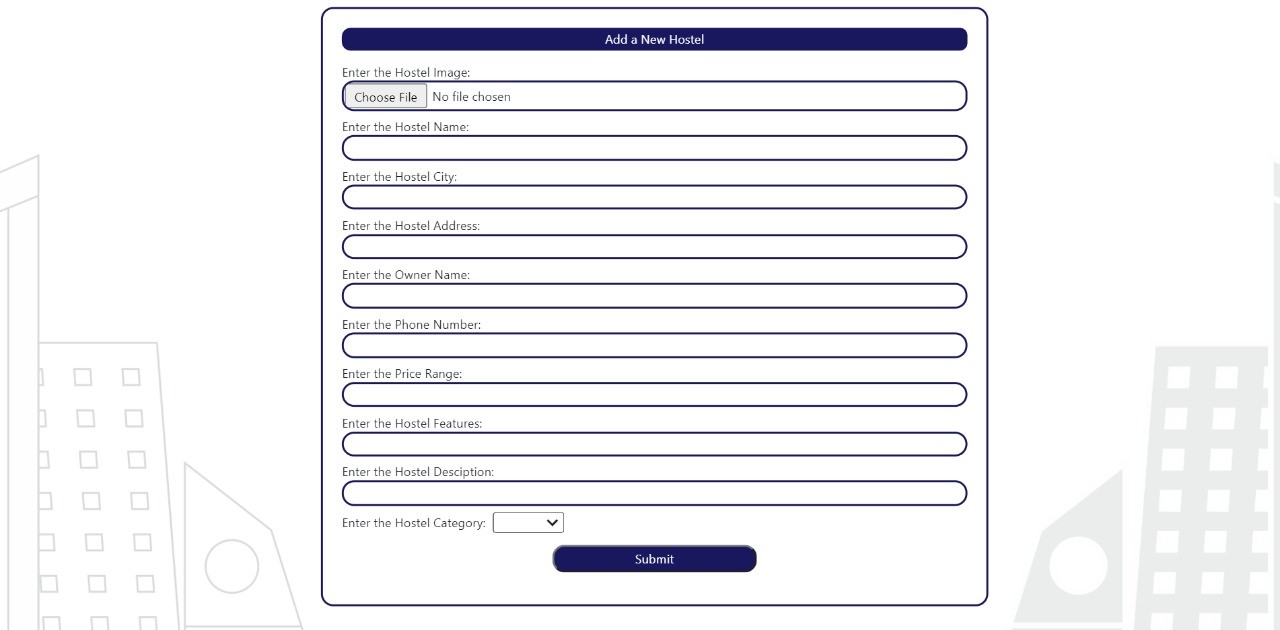 Add a New Hostel
Enter the Hostel Image:
Choose File No file chosen
Enter the Hostel Name:
Enter the Hostel City:
Enter the Hostel Address:
Enter the Owner Name:
Enter the Phone Number:
Enter the Price Range:
Enter the Hostel Features:
Enter the Hostel Desciption:
Enter the Hostel Category:
Submit